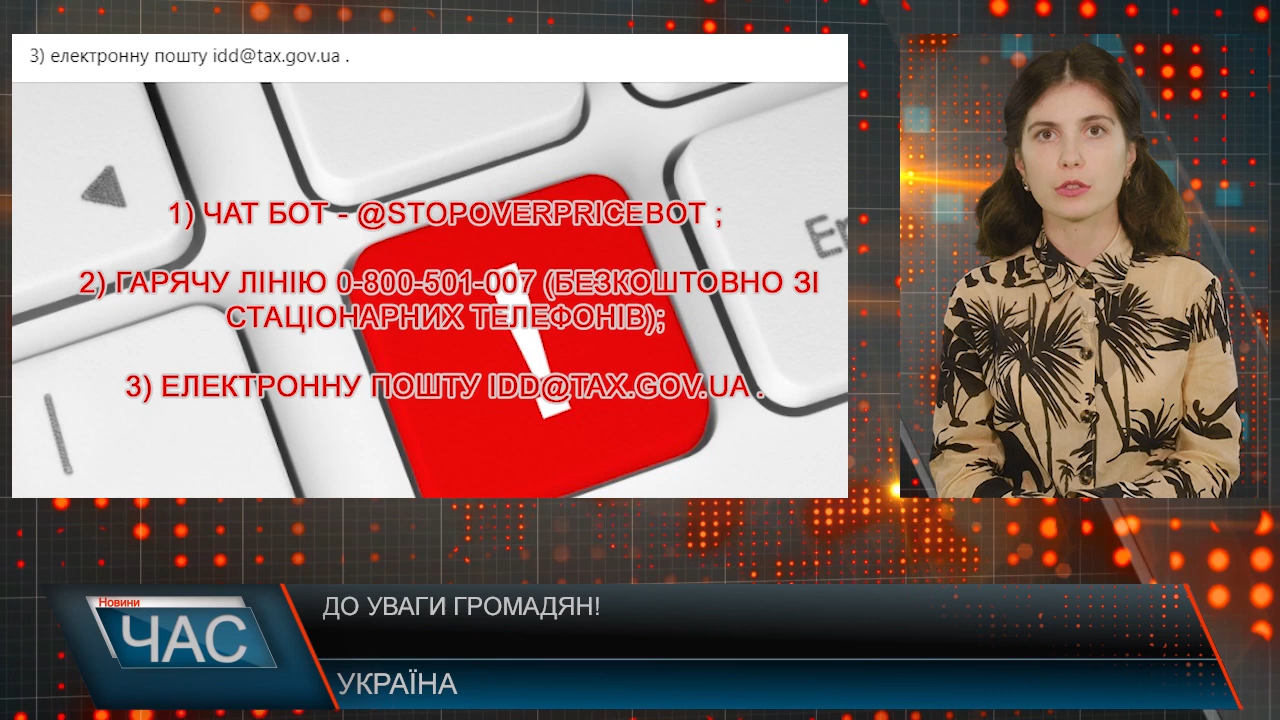 3) електронну пошту idd@tax.gov.ua .
1) ЧАТ БОТ - @STOPOVERPRICEBOT ;
2) ГАРЯЧУ ЛІНІЮ 0-800-501-007 (БЕЗКОШТОВНО ЗІ
СТАЦІОНАРНИХ ТЕЛЕФОНІВ);
3) ЕЛЕКТРОННУ ПОШТУ IDD@TAX.GOV.UA .
Новини
ЧАС
ДО УВАГИ ГРОМАДЯН!
УКРАЇНА